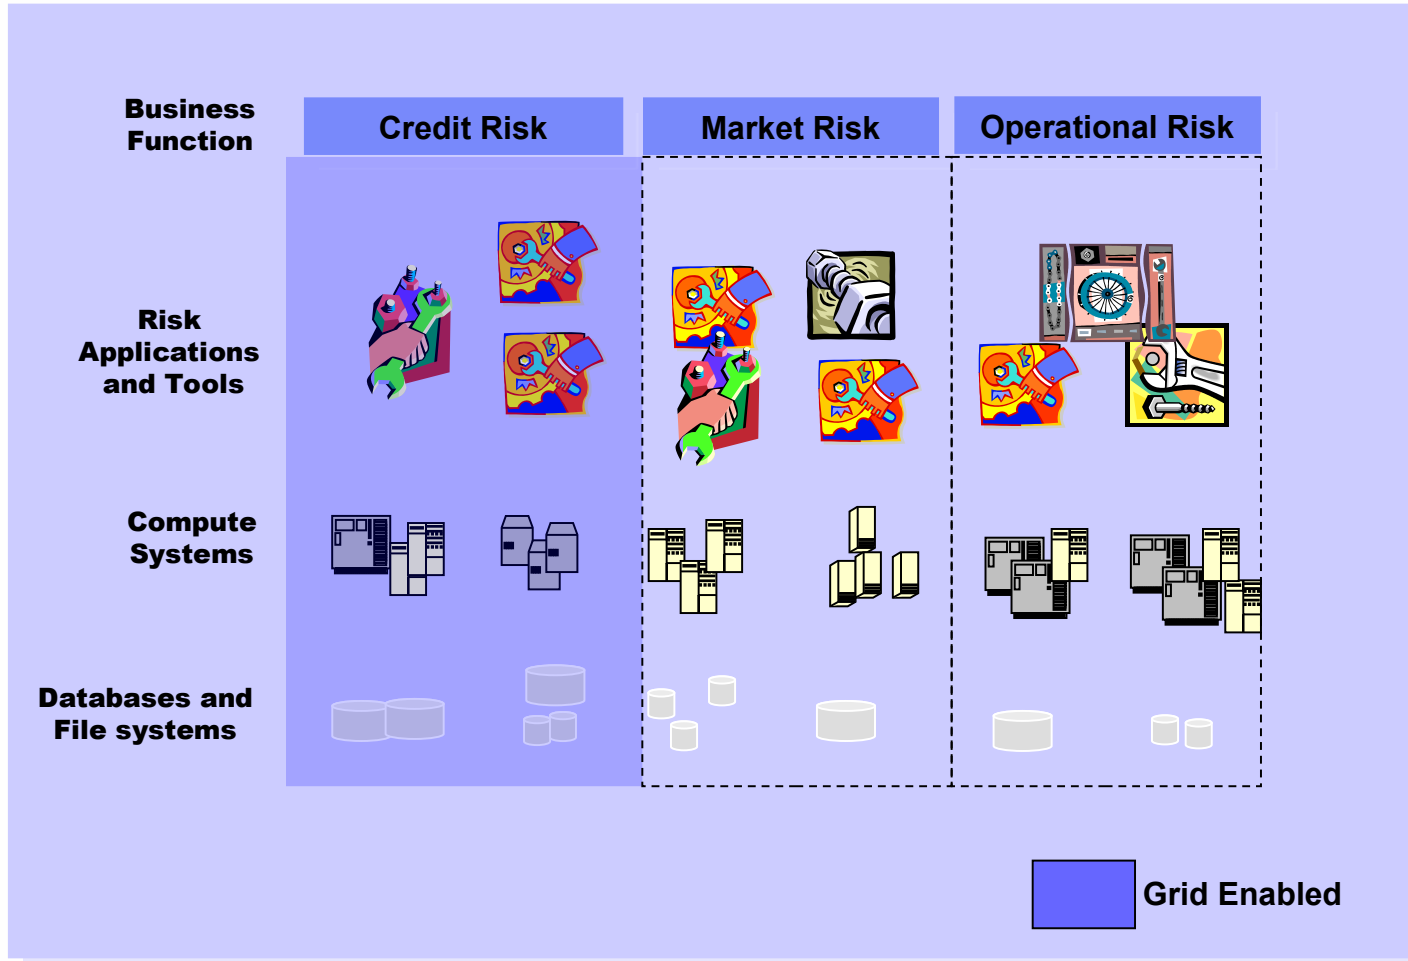 Business
Function
Credit Risk
Market Risk
Operational Risk
Risk
Applications
and Tools
Compute
Systems
Databases and
File systems
Grid Enabled